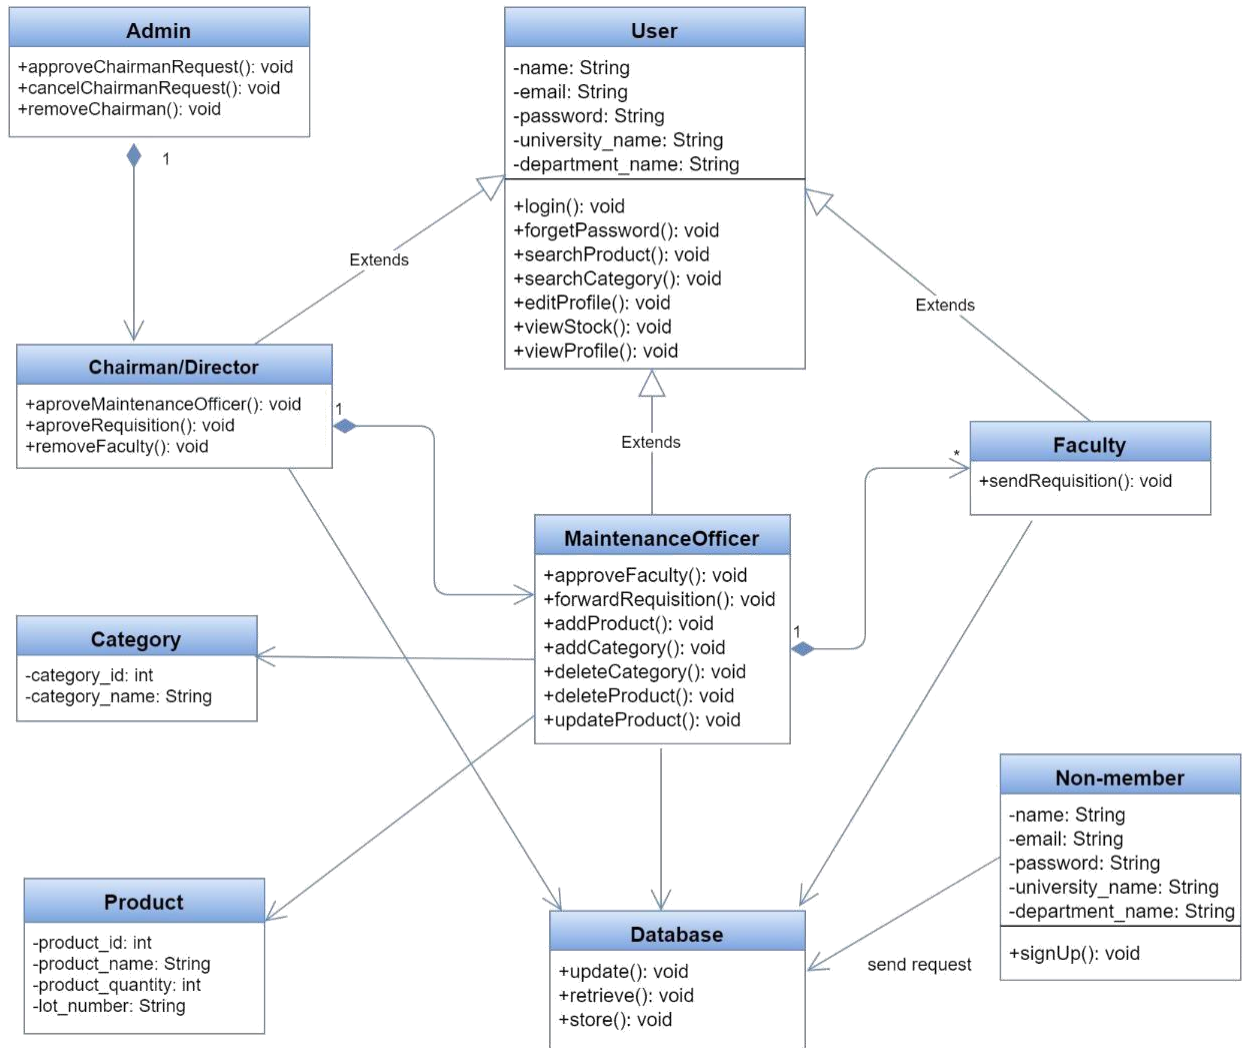 Admin
+approveChairmanRequest(): void
+cancelChairmanRequest(): void
+removeChairman(): void
1
User
-name: String
-email: String
-password: String
-university_name: String
-department_name: String
+login(): void
+forgetPassword(): void
+searchProduct(): void
+searchCategory(): void
+editProfile(): void
+viewStock(): void
+viewProfile(): void
Extends
Extends
Extends
Chairman/Director
+aproveMaintenanceOfficer(): void
+aproveRequisition(): void
+removeFaculty(): void
1
Faculty
+sendRequisition(): void
*
MaintenanceOfficer
+approveFaculty(): void
+forwardRequisition(): void
+addProduct(): void
+addCategory(): void
+deleteCategory(): void
+deleteProduct(): void
+updateProduct(): void
1
Category
-category_id: int
-category_name: String
Product
-product_id: int
-product_name: String
-product_quantity: int
-lot_number: String
Database
+update(): void
+retrieve(): void
+store(): void
send request
Non-member
-name: String
-email: String
-password: String
-university_name: String
-department_name: String
+signUp(): void